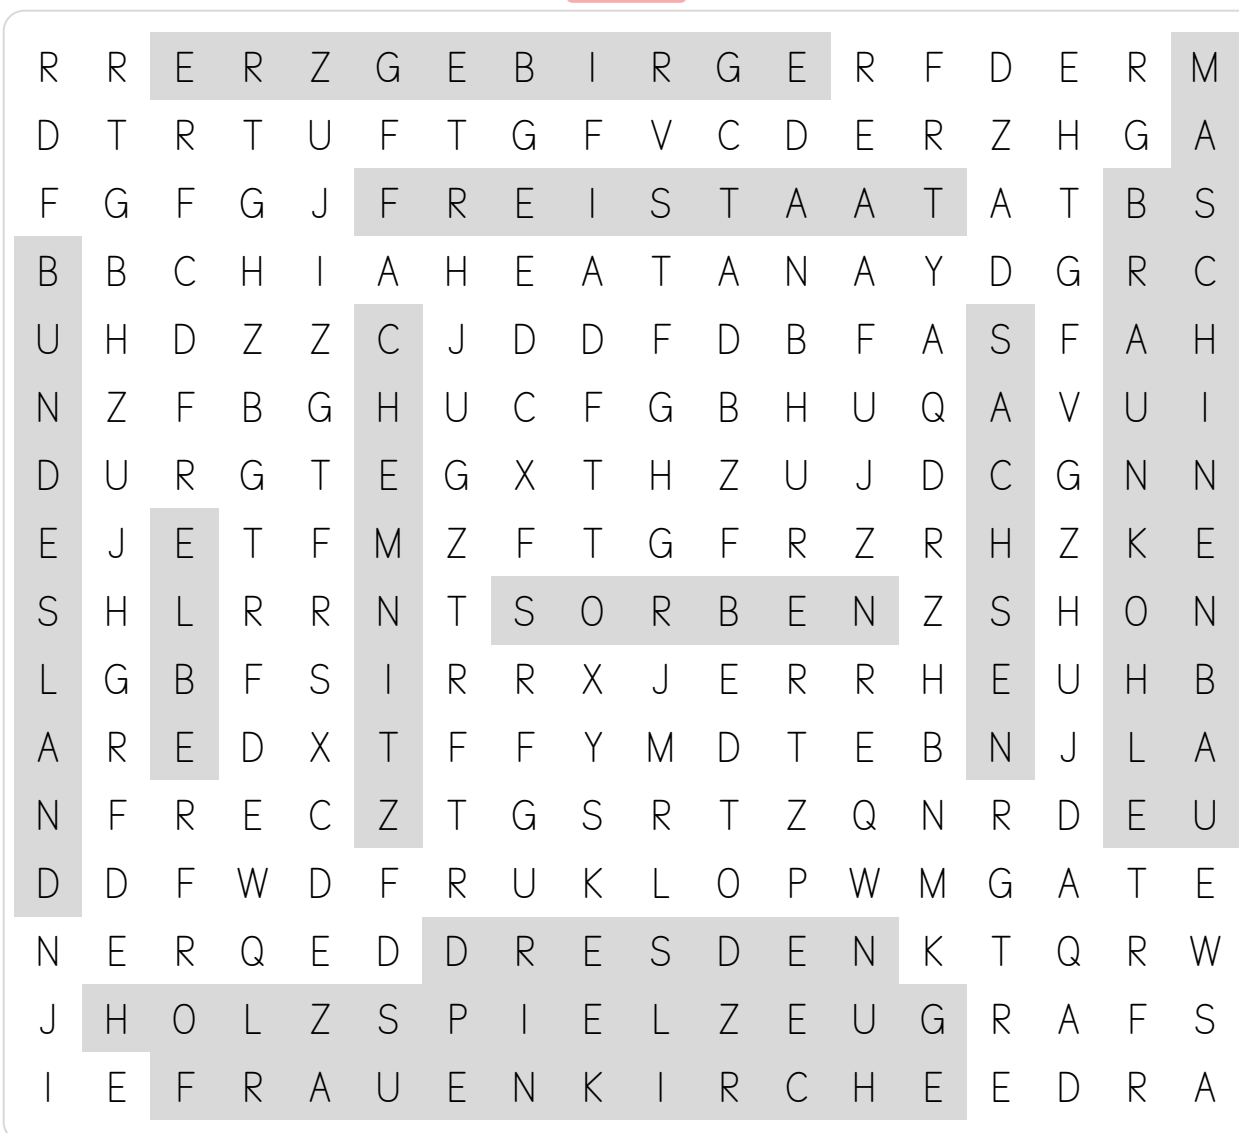 R R E R Z G E B I R G E R F D E R M
D T R T U F T G F V C D E R Z H G A
F G F G J F R E I S T A A T A T B S
B B C H I A H E A T A N A Y D G R C
U H D Z Z C J D D F D B F A S F A H
N Z F B G H U C F G B H U Q A V U I
D U R G T E G X T H Z U J D C G N N
E J E T F M Z F T G F R Z R H Z K E
S H L R R N T S O R B E N Z S H O N
L G B F S I R R X J E R R H E U H B
A R E D X T F F Y M D T E B N J L A
N F R E C Z T G S R T Z Q N R D E U
D D F W D F R U K L O P W M G A T E
N E R Q E D D R E S D E N K T Q R W
J H O L Z S P I E L Z E U G R A F S
I E F R A U E N K I R C H E E D R A